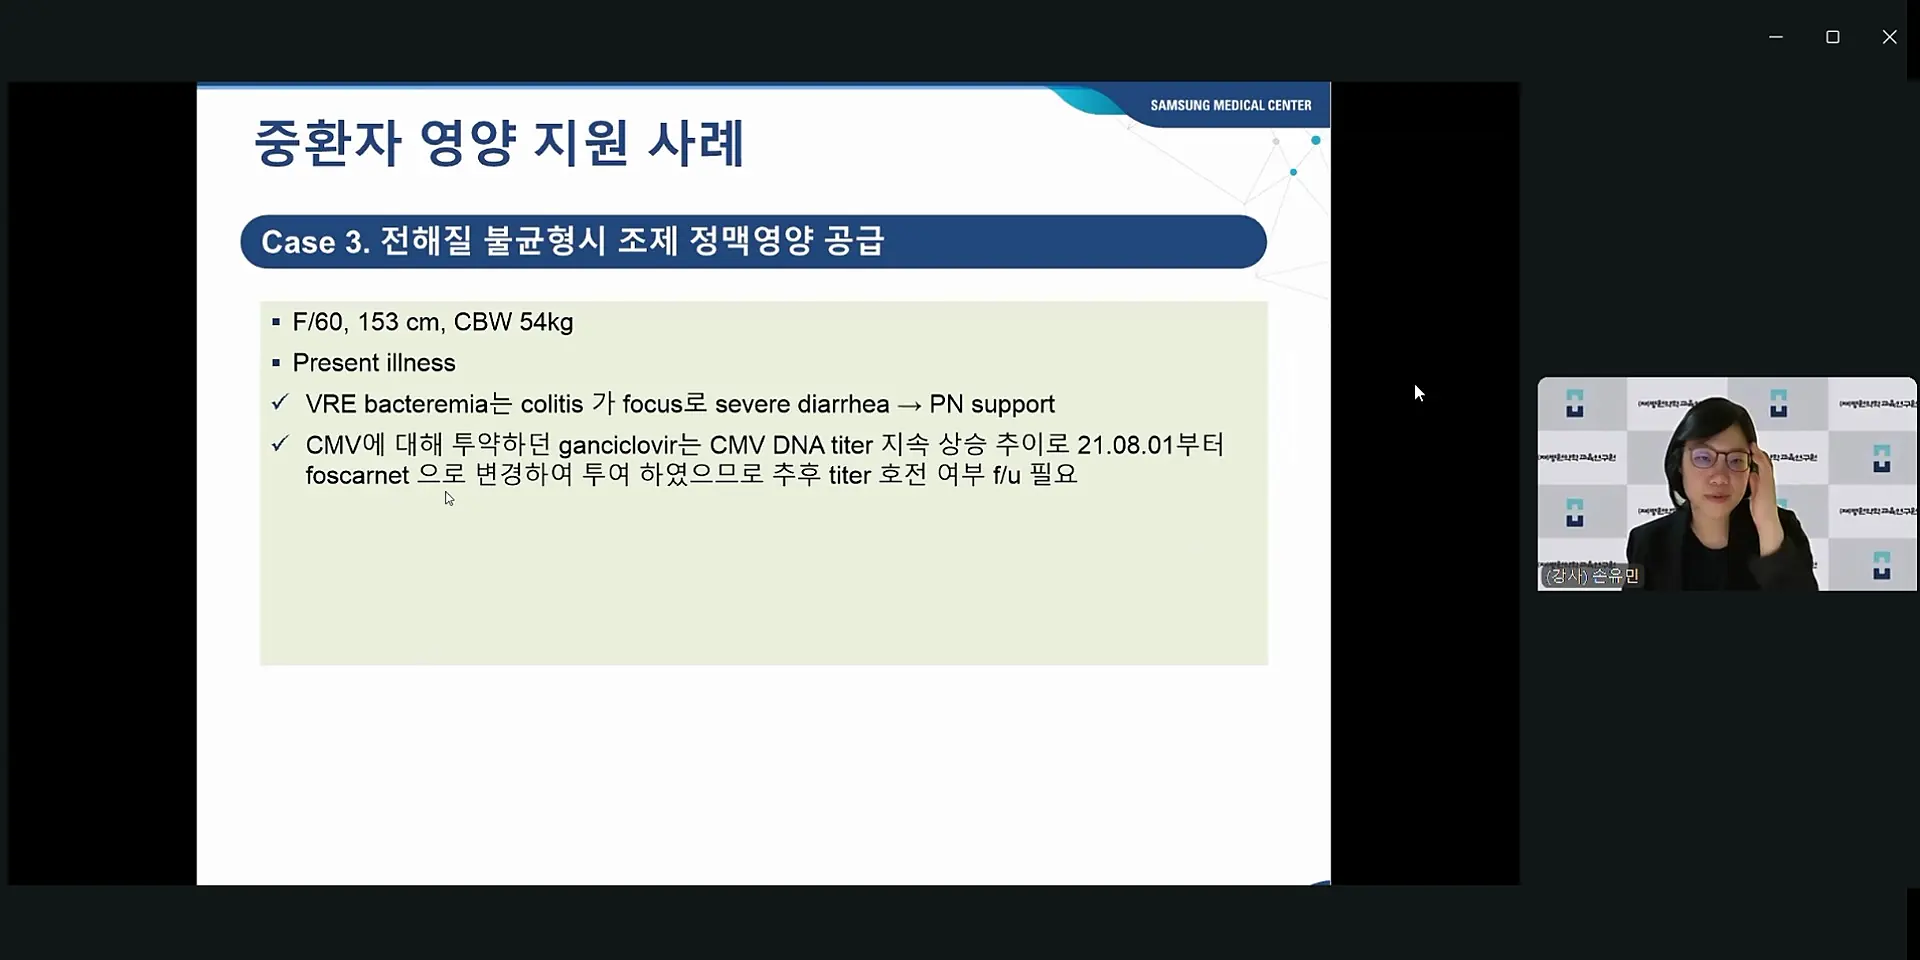 SAMSUNG MEDICAL CENTER
중환자 영양 지원 사례
Case 3. 전해질 불균형시 조제 정맥영양 공급
▪ F/60, 153 cm, CBW 54kg
▪ Present illness
✓ VRE bacteremia는 colitis 가 focus로 severe diarrhea → PN support
✓ CMV에 대해 투약하던 ganciclovir는 CMV DNA titer 지속 상승 추이로 21.08.01부터
foscarnet 으로 변경하여 투여 하였으므로 추후 titer 호전 여부 f/u 필요
(강사) 손유민